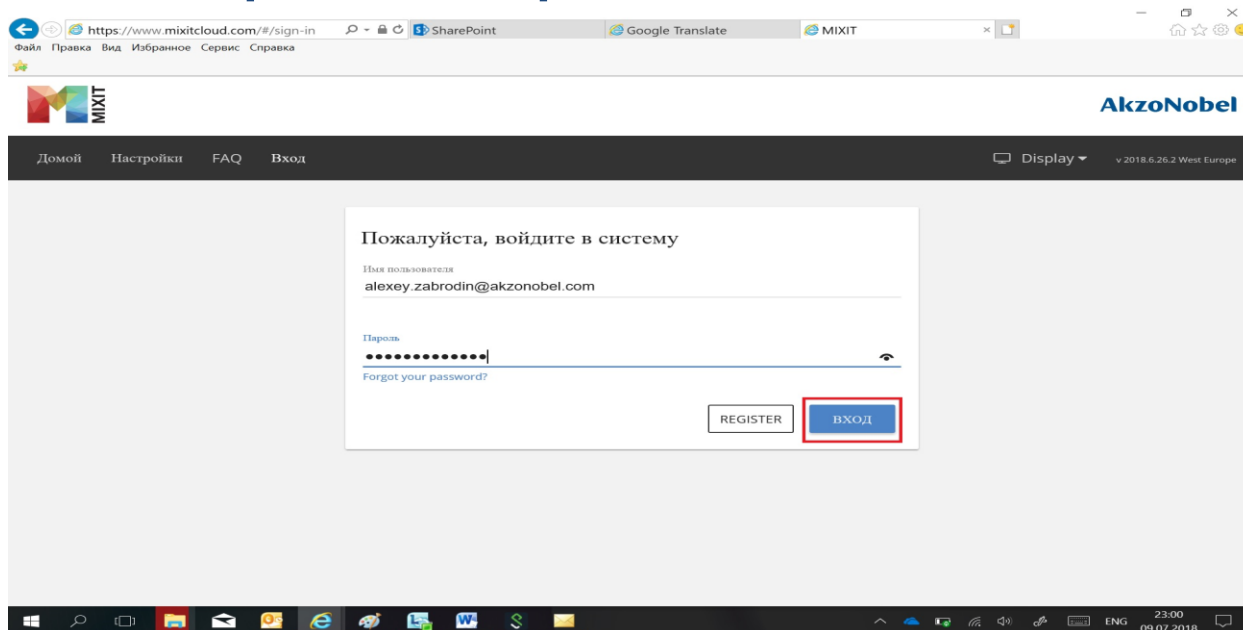 https://www.mixitcloud.com/#/sign-in SharePoint Google Translate MIXIT
Файл Правка Вид Избранное Сервис Справка
MIXIT
AkzoNobel
Домой Настройки FAQ Вход Display v 2018.6.26.2 West Europe
Пожалуйста, войдите в систему
Имя пользователя
alexey.zabrodin@akzonobel.com
Пароль
Forgot your password?
REGISTER ВХОД
ENG 23:00
09.07.2018